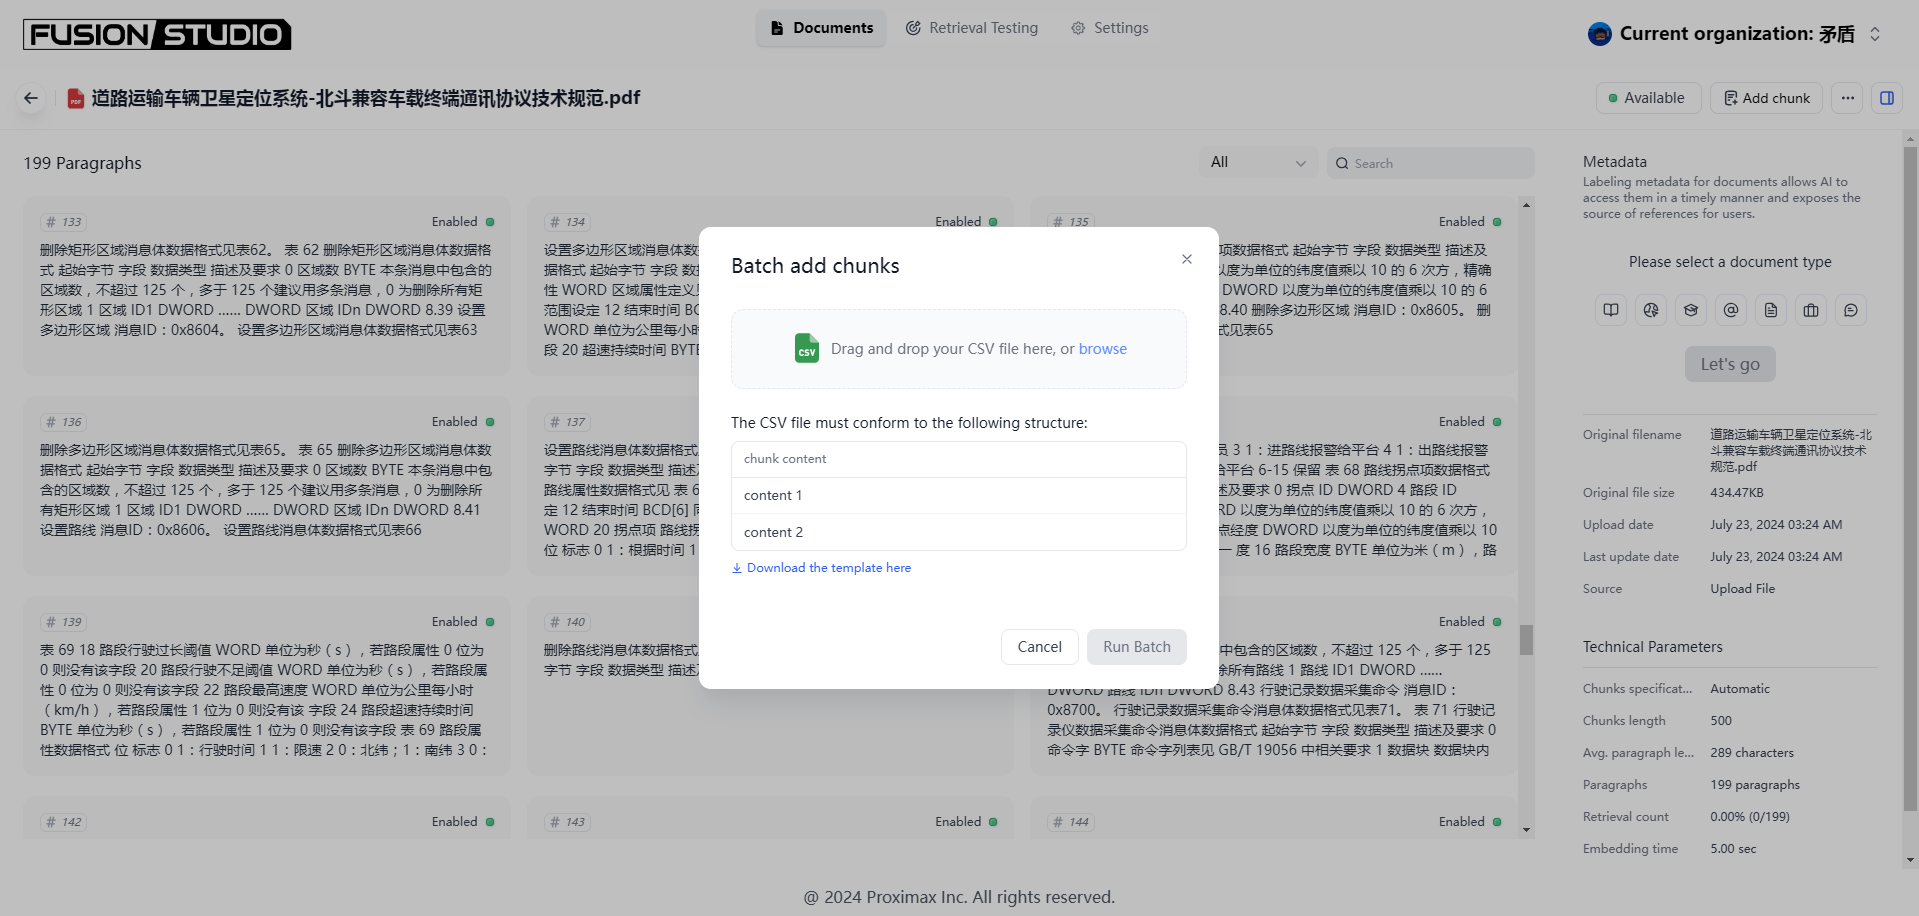 FUSION STUDIO
Documents
Retrieval Testing
Settings
Current organization: 矛盾
道路运输车辆卫星定位系统-北斗兼容车载终端通讯协议技术规范.pdf
Available
Add chunk
199 Paragraphs
All
Search
# 133
Enabled
删除矩形区域消息体数据格式见表62。 表 62 删除矩形区域消息体数据格
式 起始字节 字段 数据类型 描述及要求 0 区域数 BYTE 本条消息中包含的
区域数，不超过 125 个，多于 125 个建议用多条消息，0 为删除所有矩
形区域 1 区域 ID1 DWORD …… DWORD 区域 IDn DWORD 8.39 设置
多边形区域 消息ID：0x8604。 设置多边形区域消息体数据格式见表63
# 134
Enabled
设置多边形区域消息体数
据格式 起始字节 字段 数
性 WORD 区域属性定义
范围设定 12 结束时间 BC
WORD 单位为公里每小
段 20 超速持续时间 BYT
# 135
Enabled
项数据格式 起始字节 字段 数据类型 描述及
以度为单位的纬度值乘以 10 的 6 次方，精确
DWORD 以度为单位的纬度值乘以 10 的 6
8.40 删除多边形区域 消息ID：0x8605。 删
见表65
# 136
Enabled
删除多边形区域消息体数据格式见表65。 表 65 删除多边形区域消息体数
据格式 起始字节 字段 数据类型 描述及要求 0 区域数 BYTE 本条消息中包
含的区域数，不超过 125 个，多于 125 个建议用多条消息，0 为删除所
有矩形区域 1 区域 ID1 DWORD …… DWORD 区域 IDn DWORD 8.41
设置路线 消息ID：0x8606。 设置路线消息体数据格式见表66
# 137
设置路线消息体数据格式
字节 字段 数据类型 描述及
路线属性数据格式见 表 6
定 12 结束时间 BCD[6] 同
WORD 20 拐点项 路线拐
位 标志 0 1：根据时间 1
Enabled
员 3 1：进路线报警给平台 4 1：出路线报警
给平台 6-15 保留 表 68 路线拐点项数据格式
述及要求 0 拐点 ID DWORD 4 路段 ID
RD 以度为单位的纬度值乘以 10 的 6 次方，
点经度 DWORD 以度为单位的纬度值乘以 10
一 度 16 路段宽度 BYTE 单位为米（m），路
# 139
Enabled
表 69 18 路段行驶过长阈值 WORD 单位为秒（s），若路段属性 0 位为
0 则没有该字段 20 路段行驶不足阈值 WORD 单位为秒（s），若路段属
性 0 位为 0 则没有该字段 22 路段最高速度 WORD 单位为公里每小时
（km/h），若路段属性 1 位为 0 则没有该 字段 24 路段超速持续时间
BYTE 单位为秒（s），若路段属性 1 位为 0 则没有该字段 表 69 路段属
性数据格式 位 标志 0 1：行驶时间 1 1：限速 2 0：北纬；1：南纬 3 0：
# 140
删除路线消息体数据格式
字节 字段 数据类型 描述及
Enabled
中包含的区域数，不超过 125 个，多于 125
除所有路线 1 路线 ID1 DWORD ……
DWORD 路线 IDn DWORD 8.43 行驶记录数据采集命令 消息ID：
0x8700。 行驶记录数据采集命令消息体数据格式见表71。 表 71 行驶记
录仪数据采集命令消息体数据格式 起始字节 字段 数据类型 描述及要求 0
命令字 BYTE 命令字列表见 GB/T 19056 中相关要求 1 数据块 数据块内
# 142
Enabled
# 143
Enabled
# 144
Enabled
Batch add chunks
CSV
Drag and drop your CSV file here, or browse
The CSV file must conform to the following structure:
chunk content
content 1
content 2
Download the template here
Cancel
Run Batch
Metadata
Labeling metadata for documents allows AI to
access them in a timely manner and exposes the
source of references for users.
Please select a document type
Let's go
Original filename
道路运输车辆卫星定位系统-北
斗兼容车载终端通讯协议技术
规范.pdf
Original file size
434.47KB
Upload date
July 23, 2024 03:24 AM
Last update date
July 23, 2024 03:24 AM
Source
Upload File
Technical Parameters
Chunks specificat...
Automatic
Chunks length
500
Avg. paragraph le...
289 characters
Paragraphs
199 paragraphs
Retrieval count
0.00% (0/199)
Embedding time
5.00 sec
@ 2024 Proximax Inc. All rights reserved.